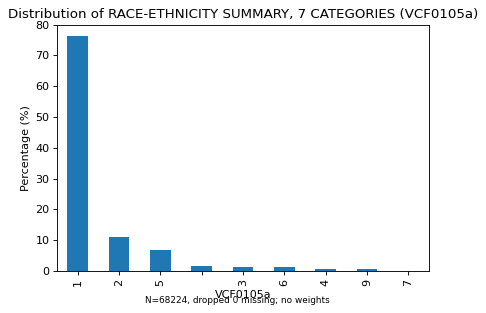 Distribution of RACE-ETHNICITY SUMMARY, 7 CATEGORIES (VCF0105a)
80
70
60
50
40
30
20
10
0
Percentage (%)
1 2 5 3 6 4 9 7
VCF0105a
N=68224, dropped 0 missing; no weights